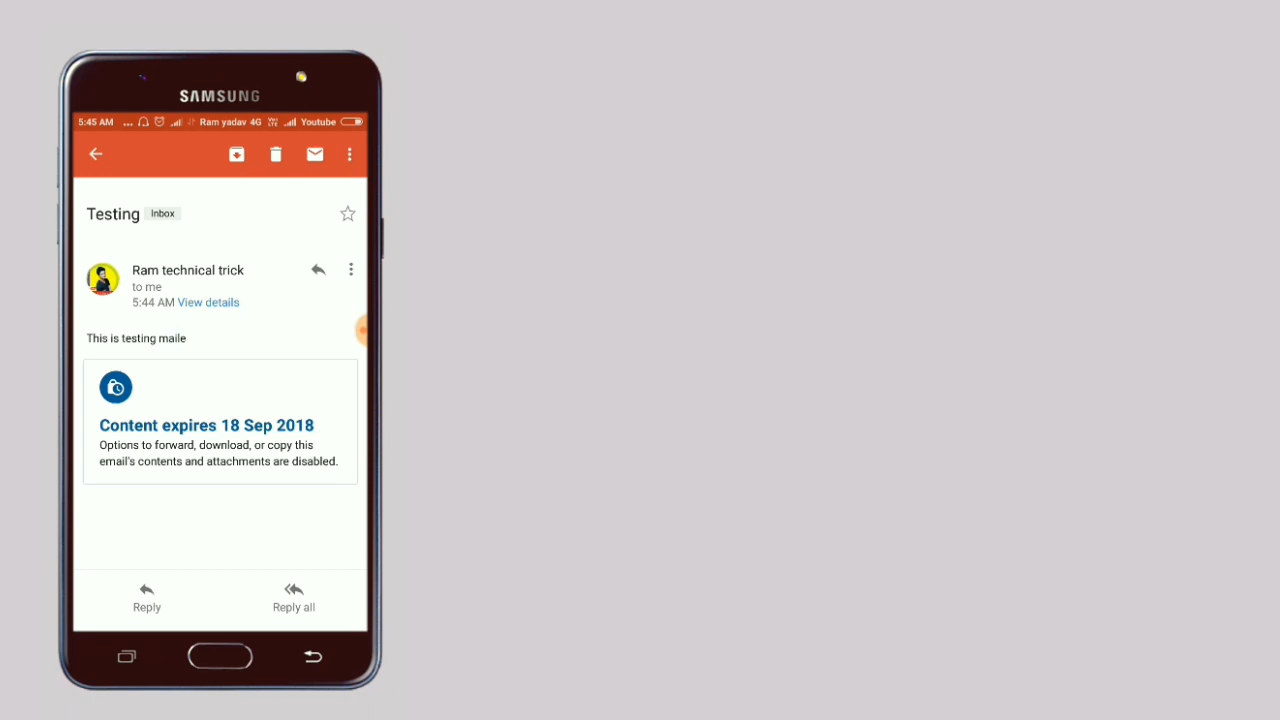 SAMSUNG
5:45 AM ... Ram yadav 4G VoLTE Youtube
Testing Inbox
Ram technical trick
to me
5:44 AM View details
This is testing maile
Content expires 18 Sep 2018
Options to forward, download, or copy this
email's contents and attachments are disabled.
Reply Reply all